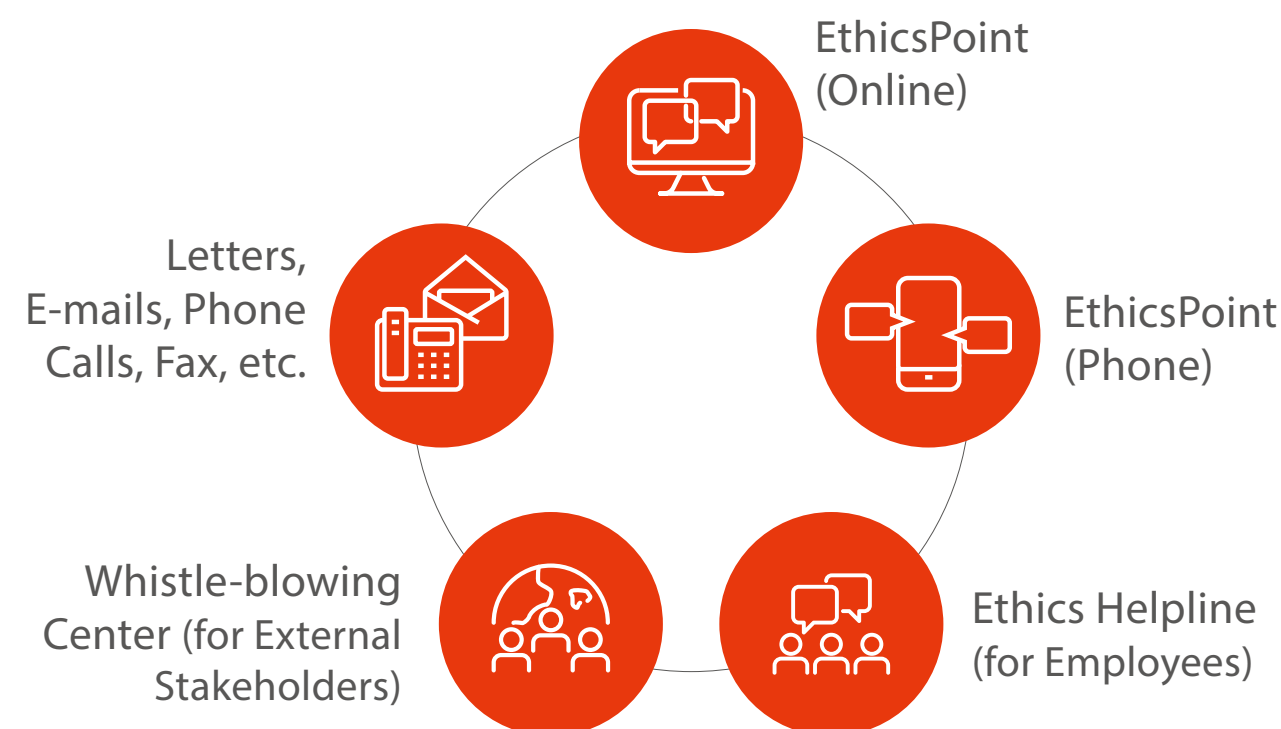 EthicsPoint
(Online)
EthicsPoint
(Phone)
Ethics Helpline
(for Employees)
Whistle-blowing
Center (for External
Stakeholders)
Letters,
E-mails, Phone
Calls, Fax, etc.